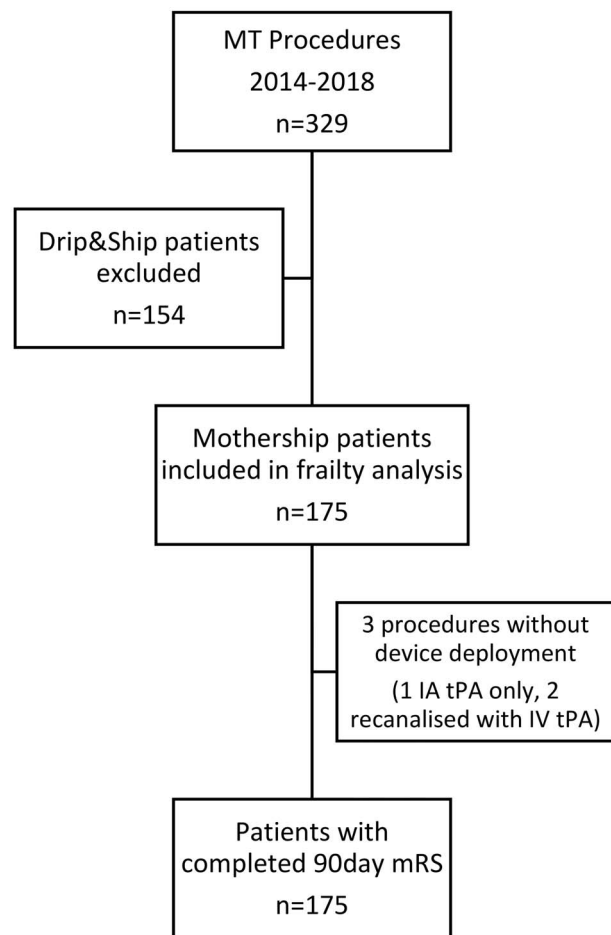 MT Procedures
2014-2018
n=329
Drip&Ship patients
excluded
n=154
Mothership patients
included in frailty analysis
n=175
3 procedures without
device deployment
(1 IA tPA only, 2
recanalised with IV tPA)
Patients with
completed 90day mRS
n=175